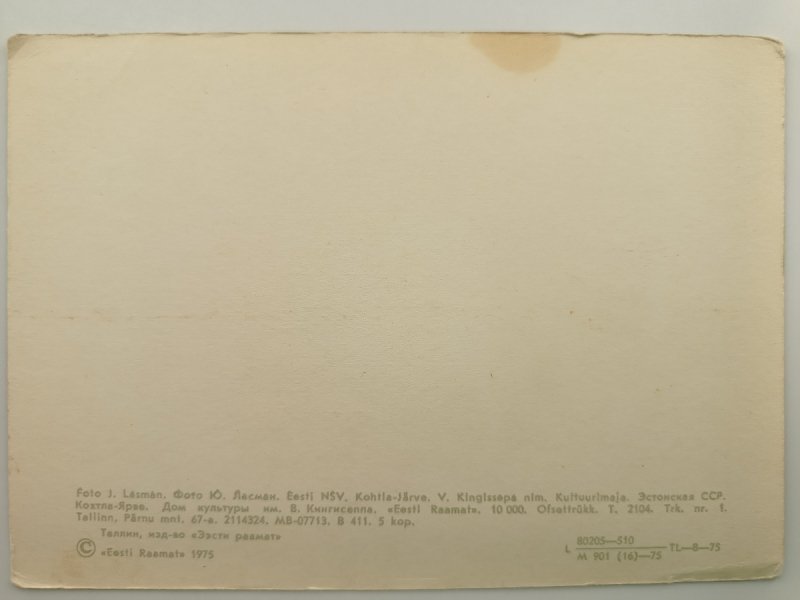 Foto J. Lasman. Фото Ю. Ласман. Eesti NSV. Kohtla-Järve. V. Kingissepa nim. Kultuurimaja. Эстонская ССР.
Кохтла-Ярве. Дом культуры им. В. Кингисеппа. «Eesti Raamat». 10 000. Ofsettrükk. T. 2104. Trk. nr. 1.
Tallinn, Pärnu mnt. 67-a. 2114324. MB-07713. B 411. 5 kop.
Таллин, изд-во «Ээсти раамат»
© «Eesti Raamat» 1975
L 80205—510
M 901 (16)—75 TL—8—75